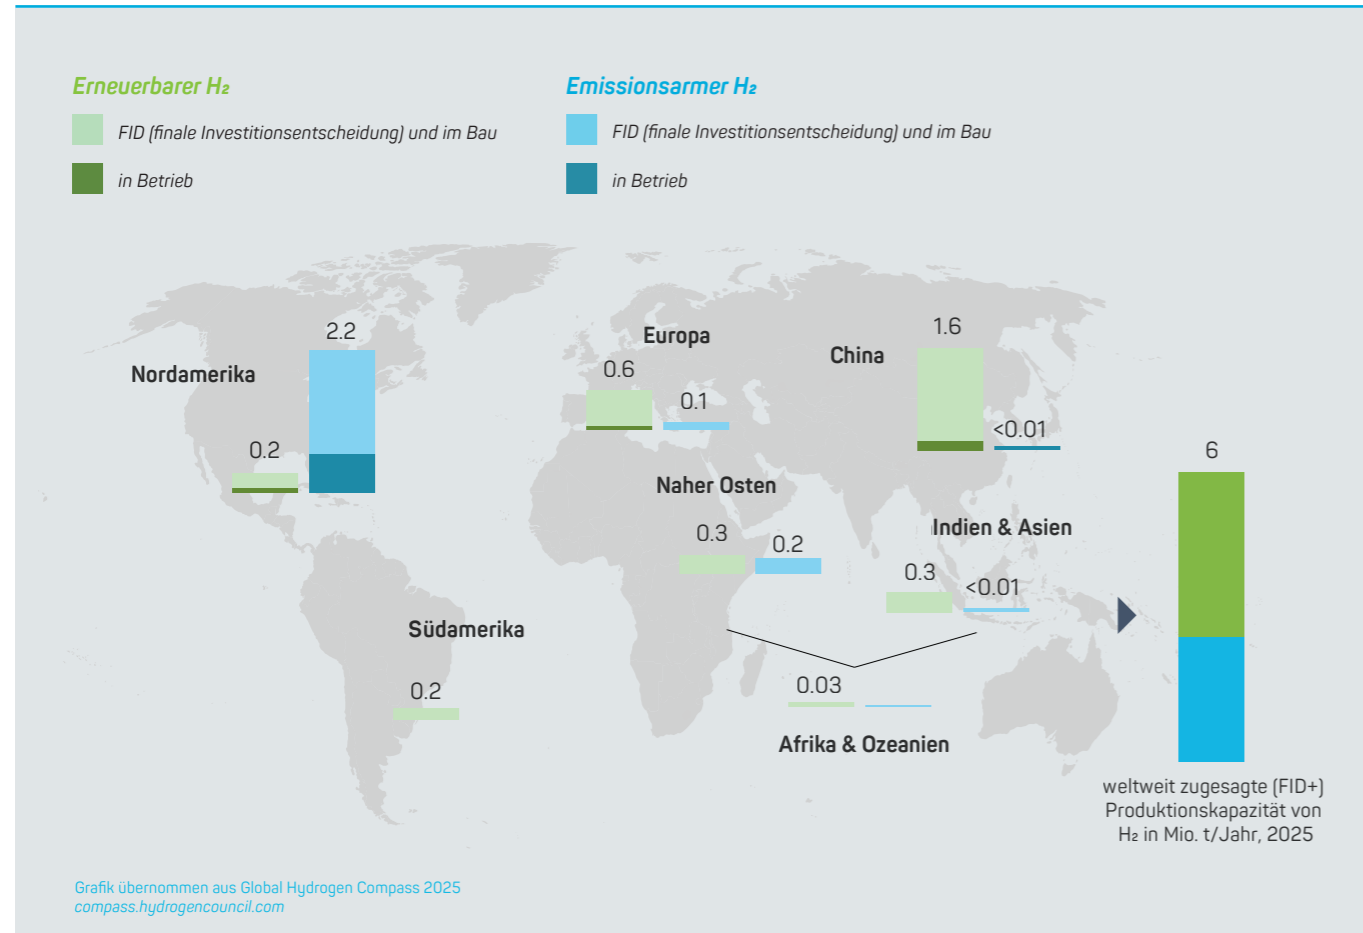 Erneuerbarer H₂
FID (finale Investitionsentscheidung) und im Bau
in Betrieb
Emissionsarmer H₂
FID (finale Investitionsentscheidung) und im Bau
in Betrieb
Nordamerika
0.2
2.2
Europa
0.6
0.1
China
1.6
<0.01
Naher Osten
0.3
0.2
Indien & Asien
0.3
<0.01
Südamerika
0.2
0.03
Afrika & Ozeanien
6
weltweit zugesagte (FID+)
Produktionskapazität von
H₂ in Mio. t/Jahr, 2025
Grafik übernommen aus Global Hydrogen Compass 2025
compass.hydrogencouncil.com